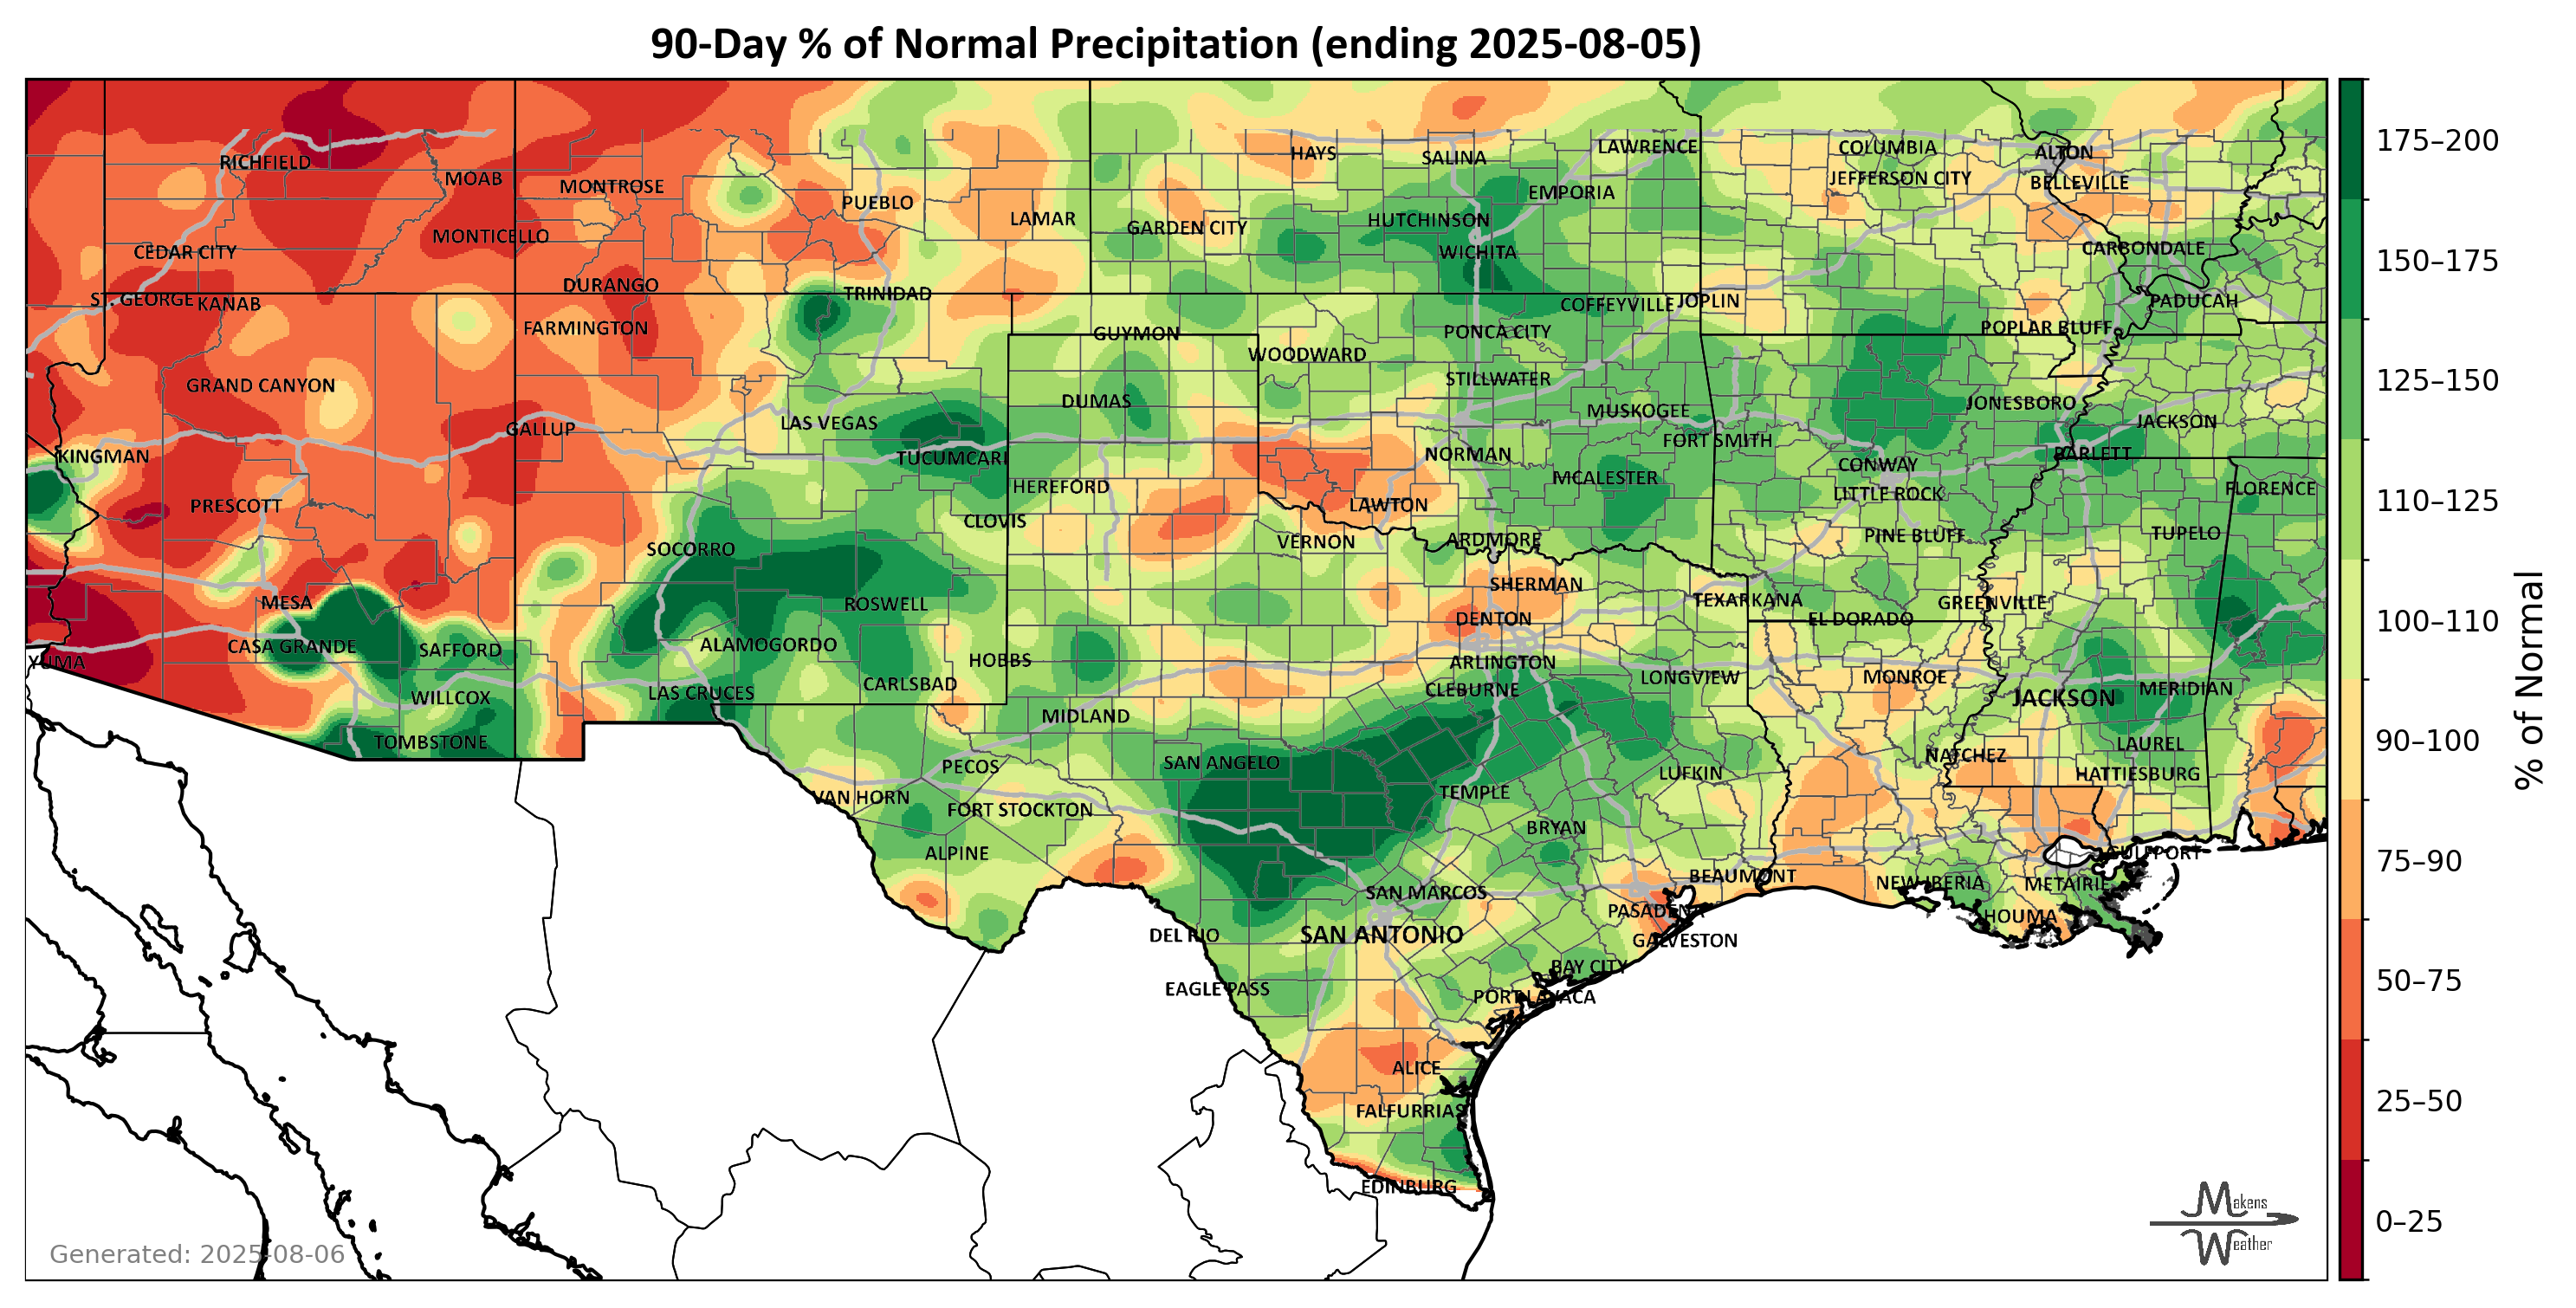 90-Day % of Normal Precipitation (ending 2025-08-05)
RICHFIELD
MOAB
MONTROSE
PUEBLO
LAMAR
HAYS
SALINA
LAWRENCE
COLUMBIA
ALTON
JEFFERSON CITY
BELLEVILLE
EMPORIA
GARDEN CITY
HUTCHINSON
WICHITA
MONTICELLO
CEDAR CITY
CARBONDALE
DURANGO
TRINIDAD
ST. GEORGE
KANAB
COFFEYVILLE
JOPLIN
PADUCAH
FARMINGTON
GUYMON
PONCA CITY
POPLAR BLUFF
WOODWARD
GRAND CANYON
STILLWATER
DUMAS
MUSKOGEE
JONESBORO
GALLUP
LAS VEGAS
JACKSON
FORT SMITH
KINGMAN
TUCUMCARI
NORMAN
BARLETT
CONWAY
MCALESTER
HEREFORD
LITTLE ROCK
FLORENCE
PRESCOTT
LAWTON
CLOVIS
PINE BLUFF
TUPELO
SOCORRO
VERNON
ARDMORE
SHERMAN
MESA
ROSWELL
TEXARKANA
GREENVILLE
DENTON
EL DORADO
CASA GRANDE
SAFFORD
ALAMOGORDO
HOBBS
ARLINGTON
YUMA
LONGVIEW
MONROE
CARLSBAD
CLEBURNE
MERIDIAN
WILLCOX
LAS CRUCES
JACKSON
MIDLAND
TOMBSTONE
LAUREL
NATCHEZ
PECOS
SAN ANGELO
LUFKIN
HATTIESBURG
VAN HORN
FORT STOCKTON
TEMPLE
BRYAN
ALPINE
GULFPORT
BEAUMONT
NEW IBERIA
METAIRIE
SAN MARCOS
PASADENA
HOUMA
DEL RIO
SAN ANTONIO
GALVESTON
BAY CITY
EAGLE PASS
PORT LAVACA
ALICE
FALFURRIAS
EDINBURG
Generated: 2025-08-06
Makens
Weather
175–200
150–175
125–150
110–125
100–110
90–100
75–90
50–75
25–50
0–25
% of Normal